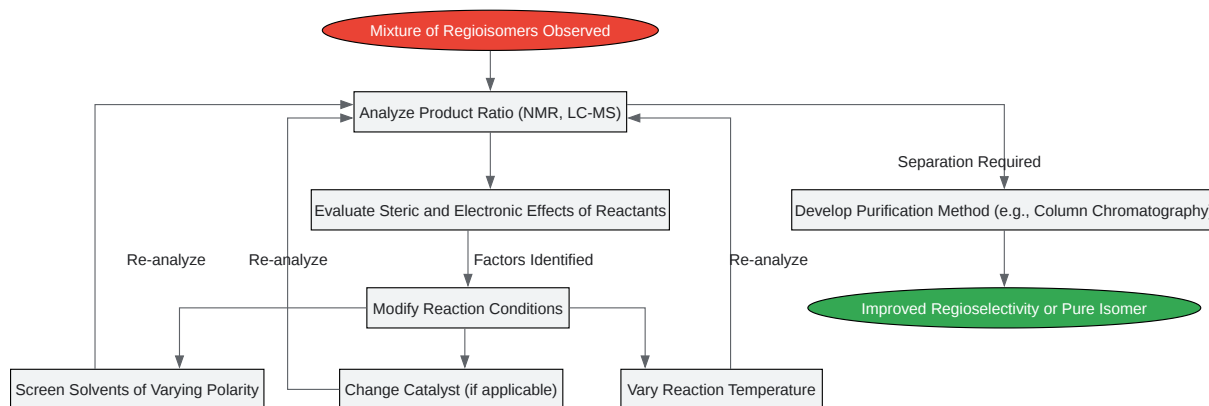 Mixture of Regioisomers Observed
Analyze Product Ratio (NMR, LC-MS)
Separation Required
Evaluate Steric and Electronic Effects of Reactants
Develop Purification Method (e.g., Column Chromatography)
Re-analyze
Re-analyze
Factors Identified
Re-analyze
Modify Reaction Conditions
Improved Regioselectivity or Pure Isomer
Screen Solvents of Varying Polarity
Change Catalyst (if applicable)
Vary Reaction Temperature